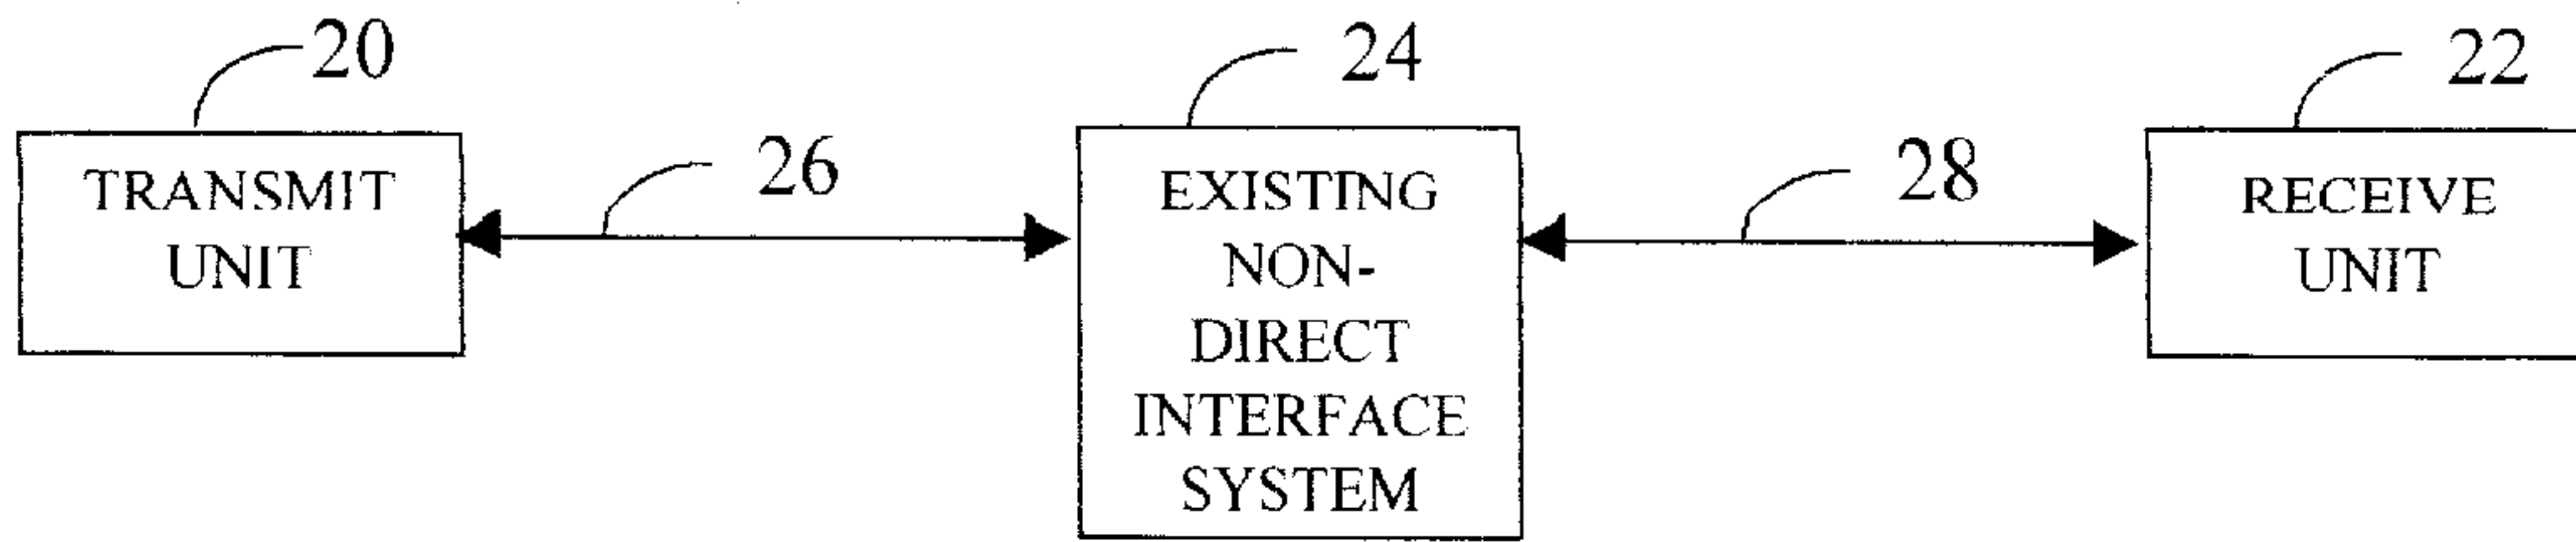 20
24
22
26
28
TRANSMIT
UNIT
EXISTING
NON-
DIRECT
INTERFACE
SYSTEM
RECEIVE
UNIT